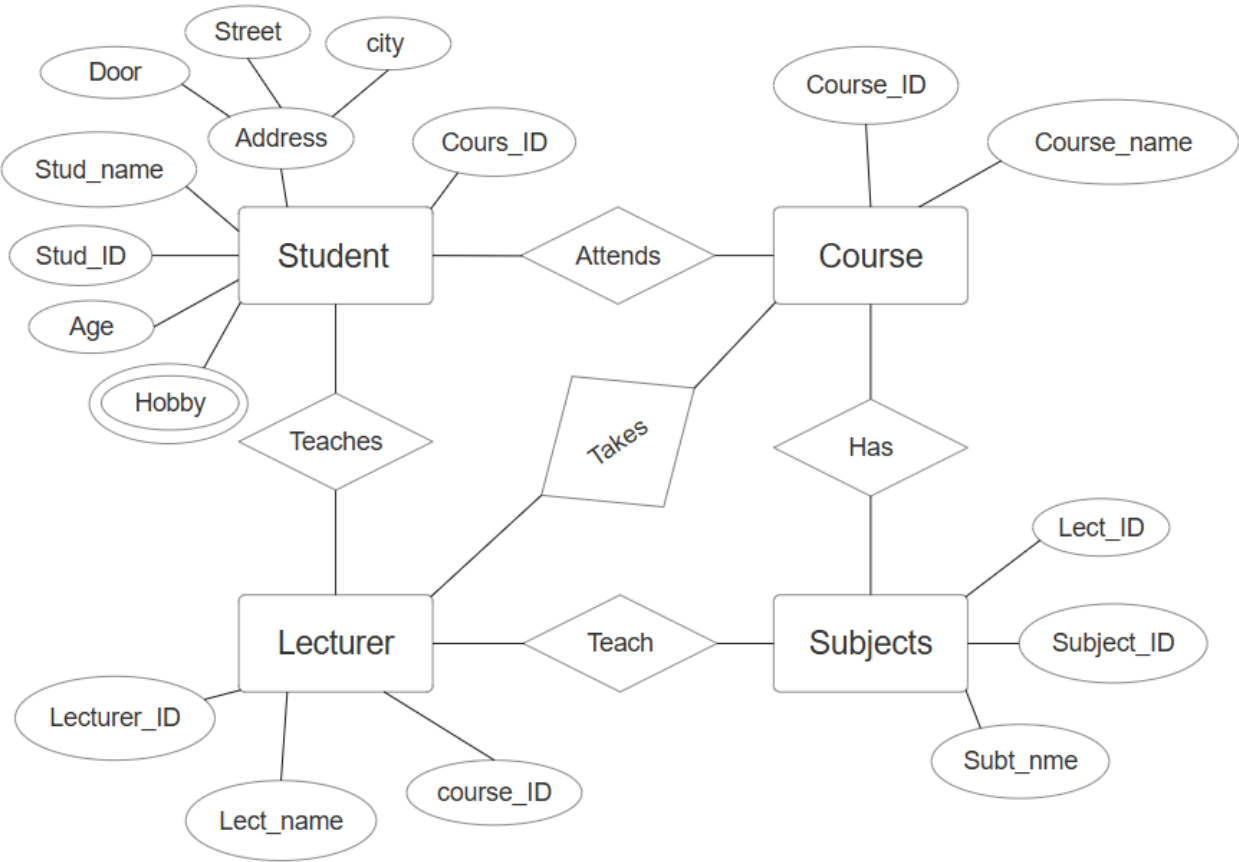 Street
city
Door
Address
Cours_ID
Course_ID
Course_name
Stud_name
Stud_ID
Student
Attends
Course
Age
Hobby
Teaches
Takes
Has
Lect_ID
Lecturer
Teach
Subjects
Subject_ID
Lecturer_ID
Subt_nme
course_ID
Lect_name